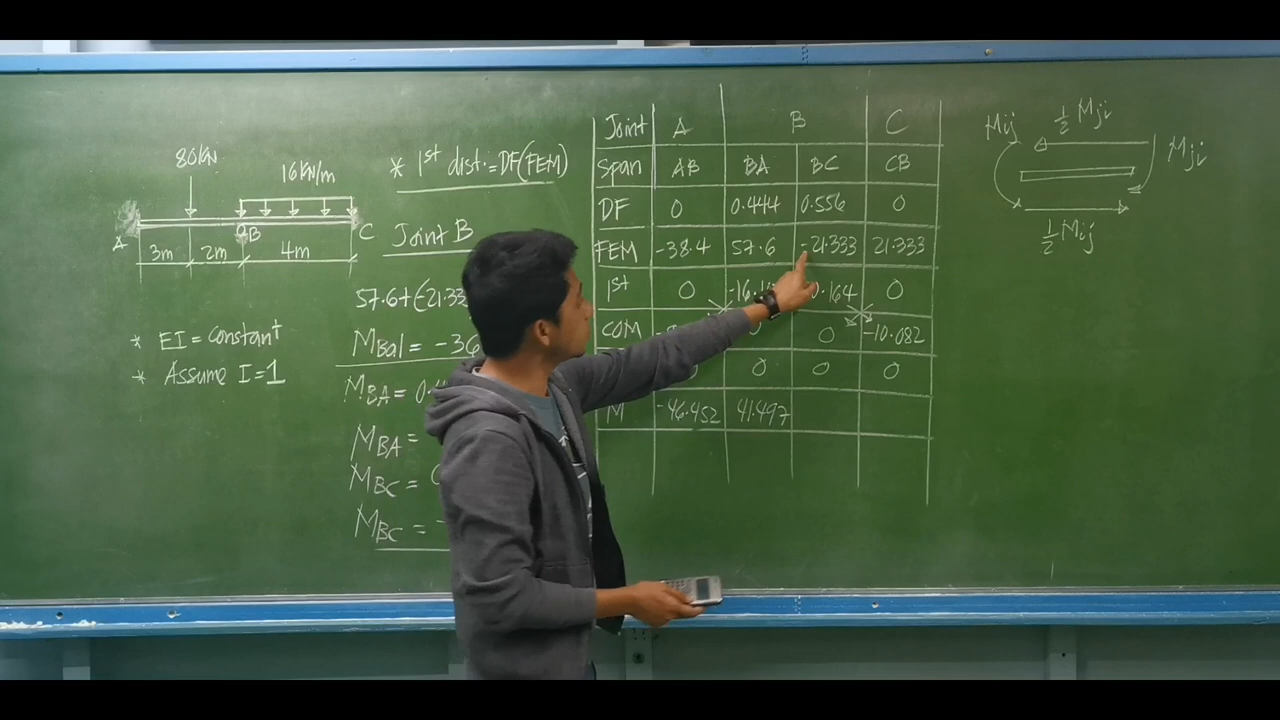 80KN
16KN/m
A
B
C
3m
2m
4m
* EI = constant
* Assume I = 1
* 1st dist. = DF(FEM)
Joint B
57.6+(-21.33
MBal = -36
MBA = 0.
MBA =
MBC =
MBC = -
Joint A B C
Span AB BA BC CB
DF 0 0.444 0.556 0
FEM -38.4 57.6 -21.333 21.333
1st 0 -16.1 0.164 0
COM 0 -10.082
0 0 0
M -46.452 41.497
Mij
1/2 Mji
Mji
1/2 Mij